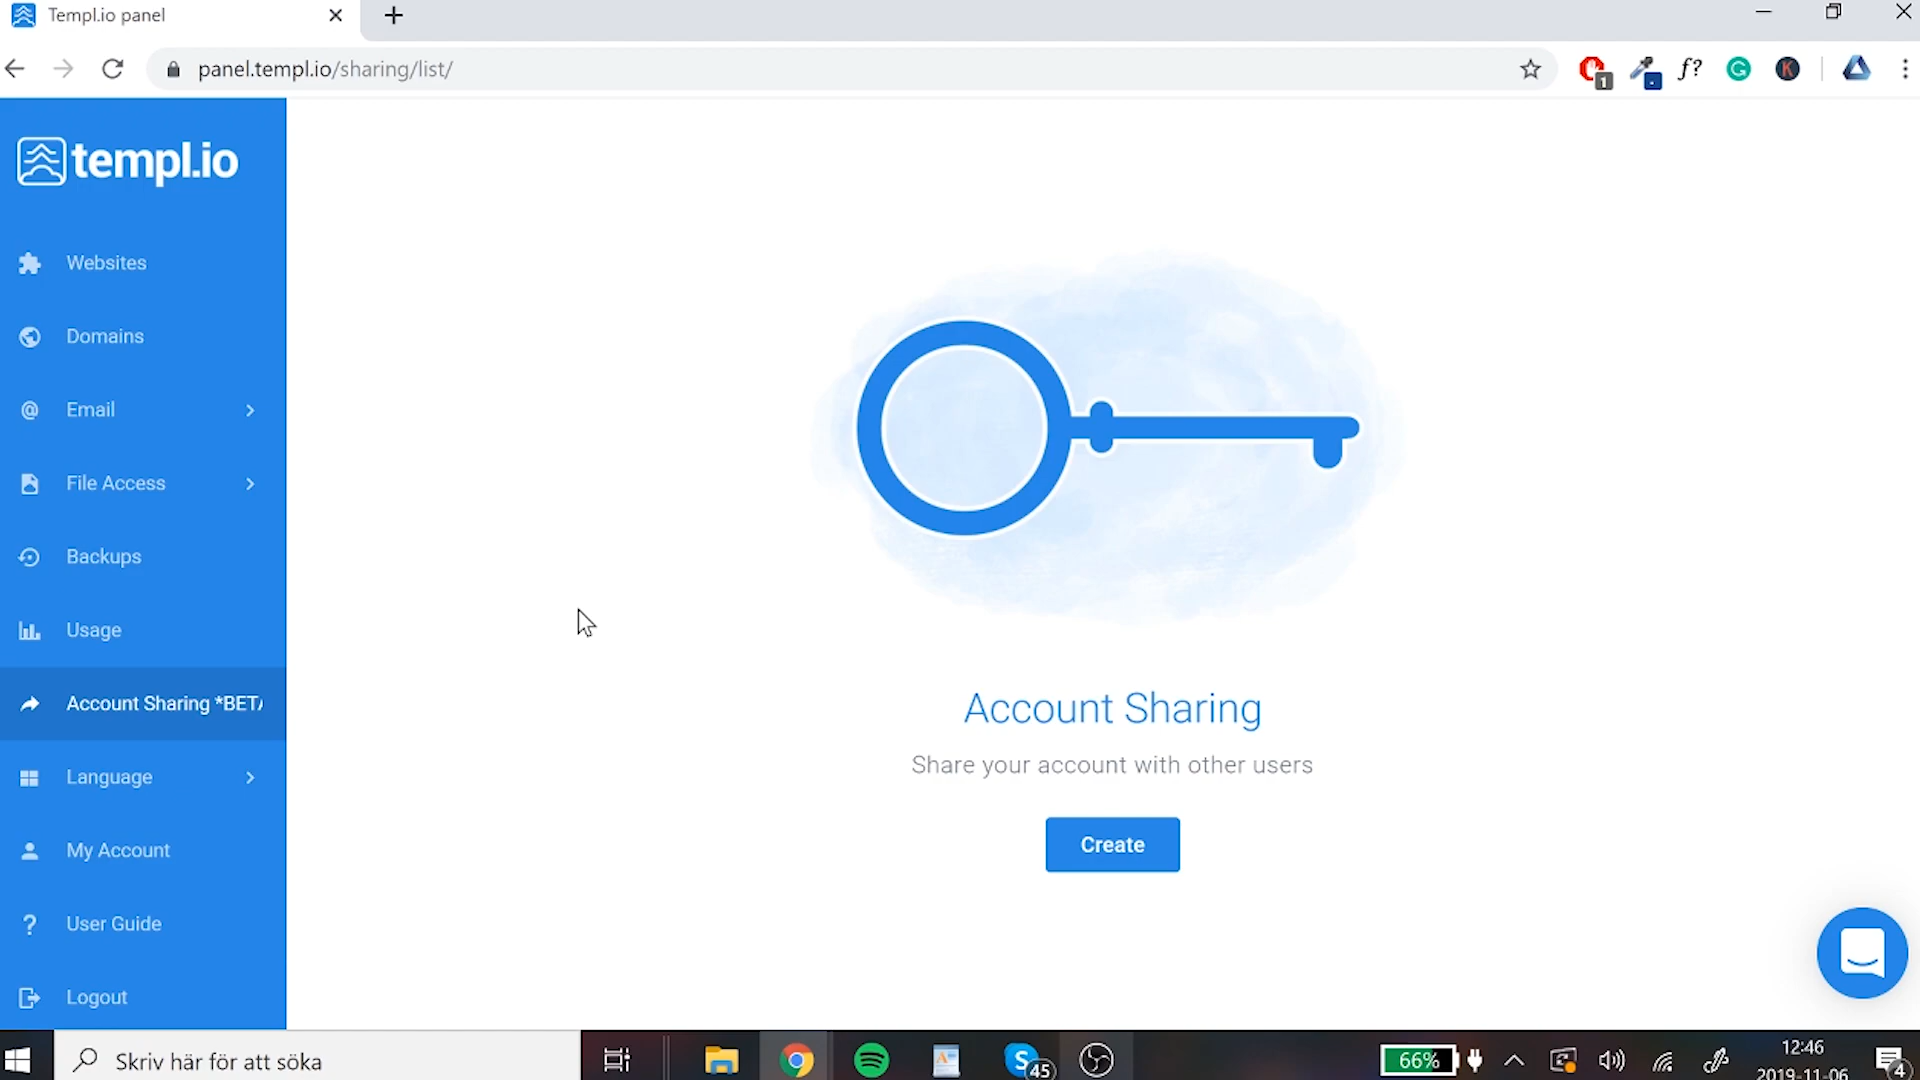 Templ.io panel
panel.templ.io/sharing/list/
1
f?
G
K
templ.io
Websites
Domains
Email
File Access
Backups
Usage
Account Sharing *BETA
Language
My Account
User Guide
Logout
Account Sharing
Share your account with other users
Create
Skriv här för att söka
S
45
66%
12:46
2019-11-06
4